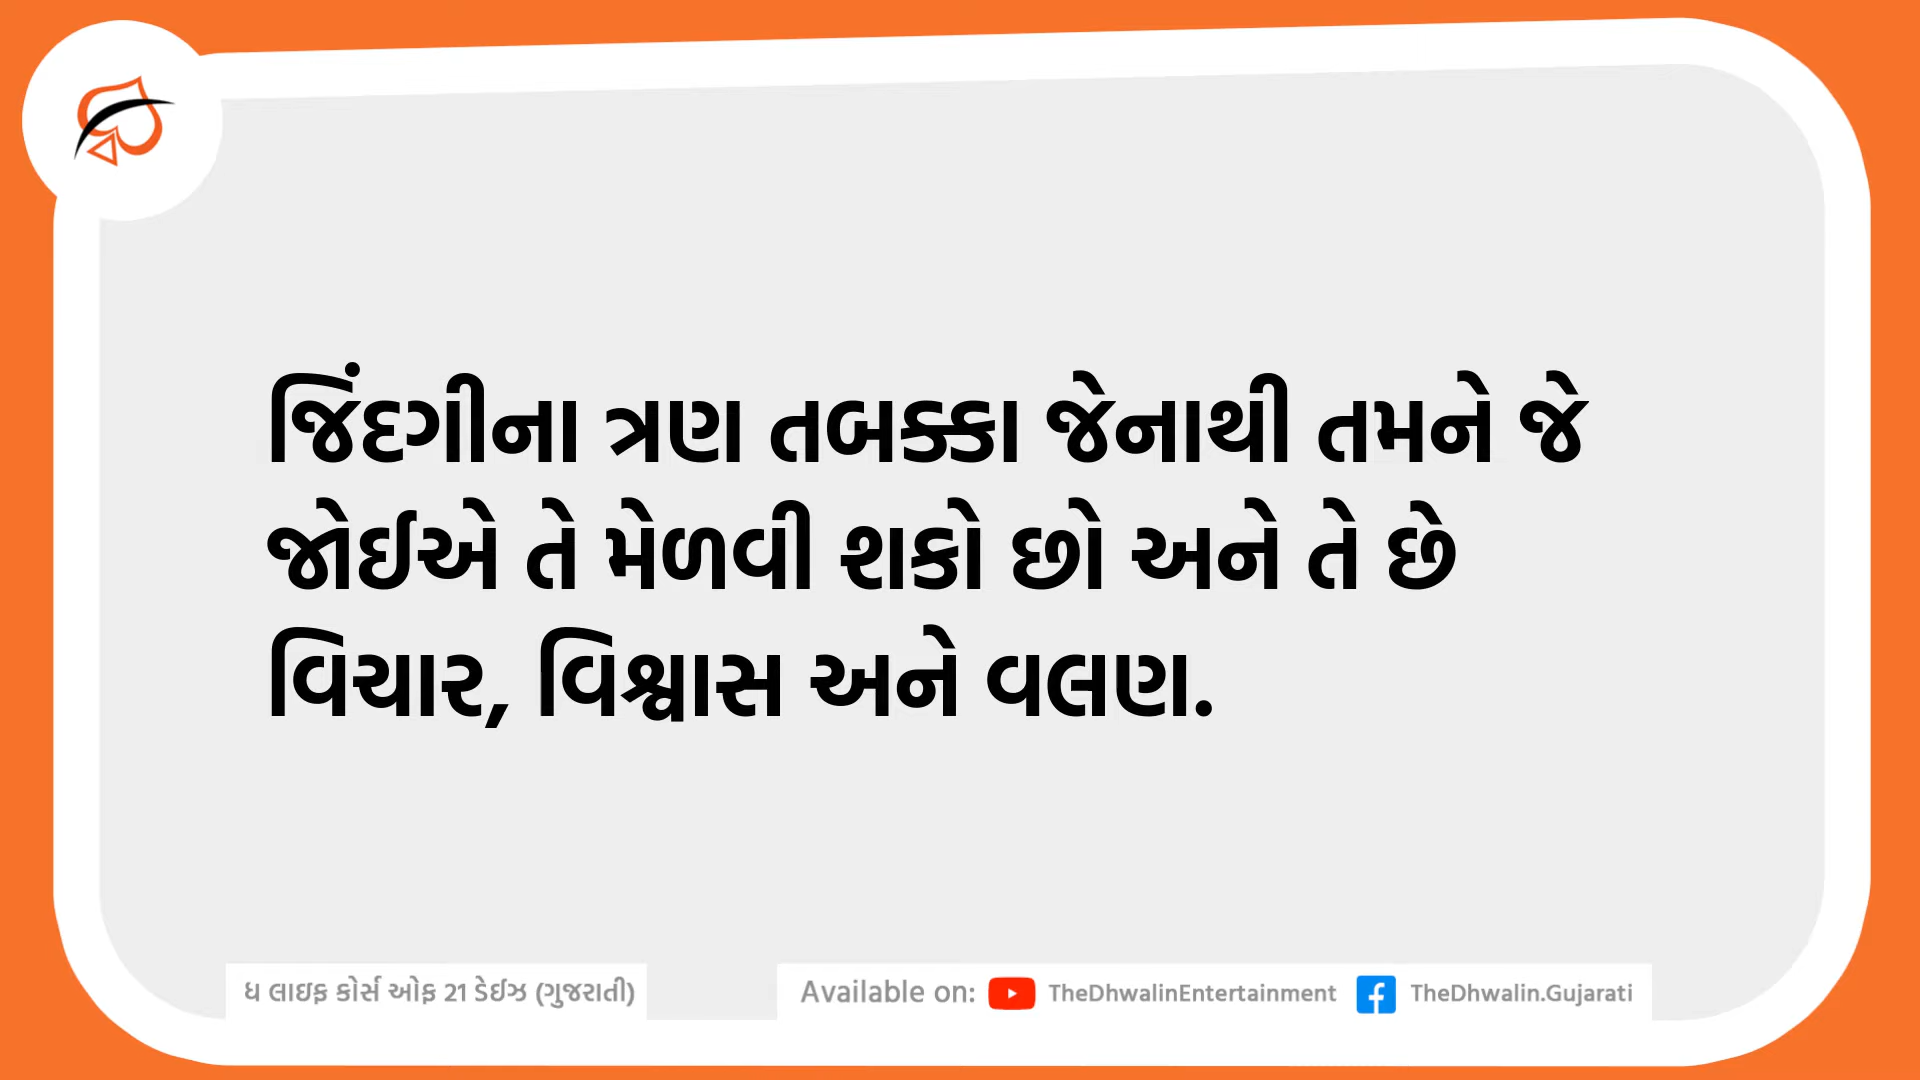 જિંદગીના ત્રણ તબક્કા જેનાથી તમને જે
જોઈએ તે મેળવી શકો છો અને તે છે
વિચાર, વિશ્વાસ અને વલણ.
ધ લાઇફ કોર્સ ઓફ 21 ડેઈઝ (ગુજરાતી)
Available on: TheDhwalinEntertainment TheDhwalin.Gujarati